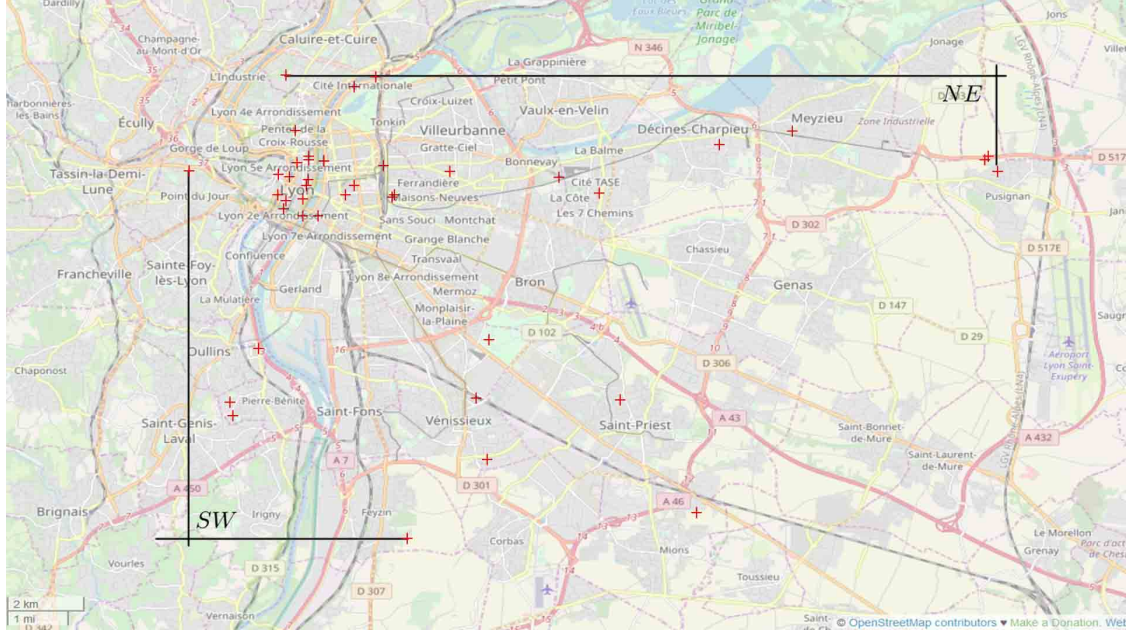 Dardilly
Jons
Champagne-
au-Mont-d'Or
Caluire-et-Cuire
Grand
Parc de
Miribel-
Jonage
N 346
Jonage
La Grappinière
L'Industrie
Cité Internationale
Petit Pont
NE
LGV Rhône-Alpes (LN4)
Croix-Luizet
Vaulx-en-Velin
Lyon 4e Arrondissement
Écully
Tonkin
Villeurbanne
Décines-Charpieu
Meyzieu
Zone Industrielle
Croix-Rousse
Gratte-Ciel
Gorge de Loup
La Balme
Bonnevay
D 517
Tassin-la-Demi-
Lune
Lyon 5e Arrondissement
Point du Jour
Lyon
Ferrandière
Cité TASE
Maisons-Neuves
La Côte
Pusignan
Lyon 2e Arrondissement
Sans Souci
Montchat
Les 7 Chemins
D 302
Lyon 7e Arrondissement
Grange Blanche
Chassieu
D 517E
Confluence
Transvaal
Francheville
Sainte-Foy-
lès-Lyon
Lyon 8e Arrondissement
Bron
Genas
Gerland
Mermoz
La Mulatière
Monplaisir-
la-Plaine
D 147
D 102
D 29
Oullins
Aéroport
Lyon Saint-
Exupéry
Chaponost
D 306
Pierre-Bénite
Saint-Fons
Vénissieux
Saint-Priest
A 43
Saint-Genis-
Laval
Saint-Bonnet-
de-Mure
A 432
A 7
Saint-Laurent-
de-Mure
A 450
D 301
A 46
Brignais
SW
Irigny
Feyzin
Corbas
Mions
Le Morellon
Grenay
Vourles
D 315
D 307
Toussieu
2 km
1 mi
Vernaison
© OpenStreetMap contributors ♥ Make a Donation.